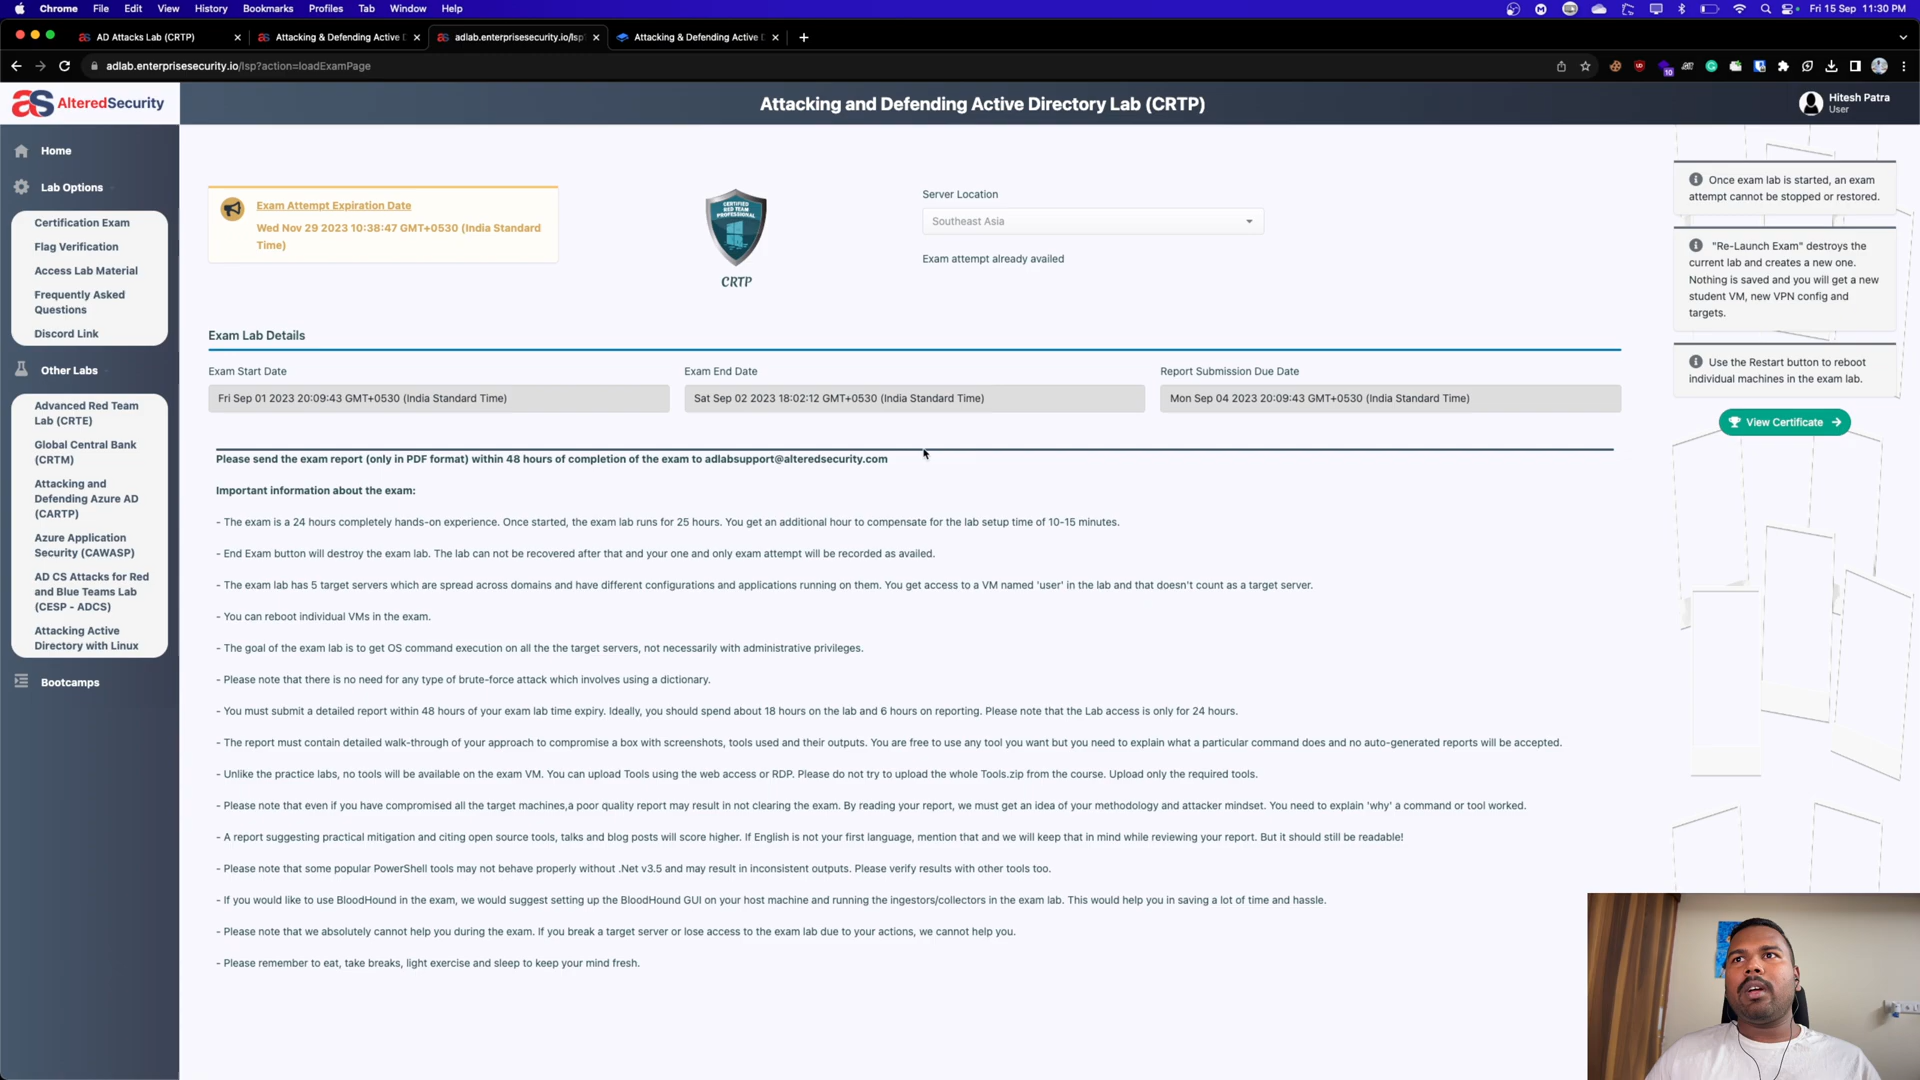 Chrome File Edit View History Bookmarks Profiles Tab Window Help
Fri 15 Sep 11:30 PM
AD Attacks Lab (CRTP)
Attacking & Defending Active D
adlab.enterprisesecurity.io/lsp?
Attacking & Defending Active D
adlab.enterprisesecurity.io/lsp?action=loadExamPage
10
AlteredSecurity
Attacking and Defending Active Directory Lab (CRTP)
Hitesh Patra
User
Home
Lab Options
Certification Exam
Flag Verification
Access Lab Material
Frequently Asked
Questions
Discord Link
Other Labs
Advanced Red Team
Lab (CRTE)
Global Central Bank
(CRTM)
Attacking and
Defending Azure AD
(CARTP)
Azure Application
Security (CAWASP)
AD CS Attacks for Red
and Blue Teams Lab
(CESP - ADCS)
Attacking Active
Directory with Linux
Bootcamps
Exam Attempt Expiration Date
Wed Nov 29 2023 10:38:47 GMT+0530 (India Standard
Time)
CERTIFIED
RED TEAM
PROFESSIONAL
CRTP
Server Location
Southeast Asia
Exam attempt already availed
Exam Lab Details
Exam Start Date
Fri Sep 01 2023 20:09:43 GMT+0530 (India Standard Time)
Exam End Date
Sat Sep 02 2023 18:02:12 GMT+0530 (India Standard Time)
Report Submission Due Date
Mon Sep 04 2023 20:09:43 GMT+0530 (India Standard Time)
Please send the exam report (only in PDF format) within 48 hours of completion of the exam to adlabsupport@alteredsecurity.com
Important information about the exam:
- The exam is a 24 hours completely hands-on experience. Once started, the exam lab runs for 25 hours. You get an additional hour to compensate for the lab setup time of 10-15 minutes.
- End Exam button will destroy the exam lab. The lab can not be recovered after that and your one and only exam attempt will be recorded as availed.
- The exam lab has 5 target servers which are spread across domains and have different configurations and applications running on them. You get access to a VM named 'user' in the lab and that doesn't count as a target server.
- You can reboot individual VMs in the exam.
- The goal of the exam lab is to get OS command execution on all the the target servers, not necessarily with administrative privileges.
- Please note that there is no need for any type of brute-force attack which involves using a dictionary.
- You must submit a detailed report within 48 hours of your exam lab time expiry. Ideally, you should spend about 18 hours on the lab and 6 hours on reporting. Please note that the Lab access is only for 24 hours.
- The report must contain detailed walk-through of your approach to compromise a box with screenshots, tools used and their outputs. You are free to use any tool you want but you need to explain what a particular command does and no auto-generated reports will be accepted.
- Unlike the practice labs, no tools will be available on the exam VM. You can upload Tools using the web access or RDP. Please do not try to upload the whole Tools.zip from the course. Upload only the required tools.
- Please note that even if you have compromised all the target machines,a poor quality report may result in not clearing the exam. By reading your report, we must get an idea of your methodology and attacker mindset. You need to explain 'why' a command or tool worked.
- A report suggesting practical mitigation and citing open source tools, talks and blog posts will score higher. If English is not your first language, mention that and we will keep that in mind while reviewing your report. But it should still be readable!
- Please note that some popular PowerShell tools may not behave properly without .Net v3.5 and may result in inconsistent outputs. Please verify results with other tools too.
- If you would like to use BloodHound in the exam, we would suggest setting up the BloodHound GUI on your host machine and running the ingestors/collectors in the exam lab. This would help you in saving a lot of time and hassle.
- Please note that we absolutely cannot help you during the exam. If you break a target server or lose access to the exam lab due to your actions, we cannot help you.
- Please remember to eat, take breaks, light exercise and sleep to keep your mind fresh.
Once exam lab is started, an exam
attempt cannot be stopped or restored.
"Re-Launch Exam" destroys the
current lab and creates a new one.
Nothing is saved and you will get a new
student VM, new VPN config and
targets.
Use the Restart button to reboot
individual machines in the exam lab.
View Certificate